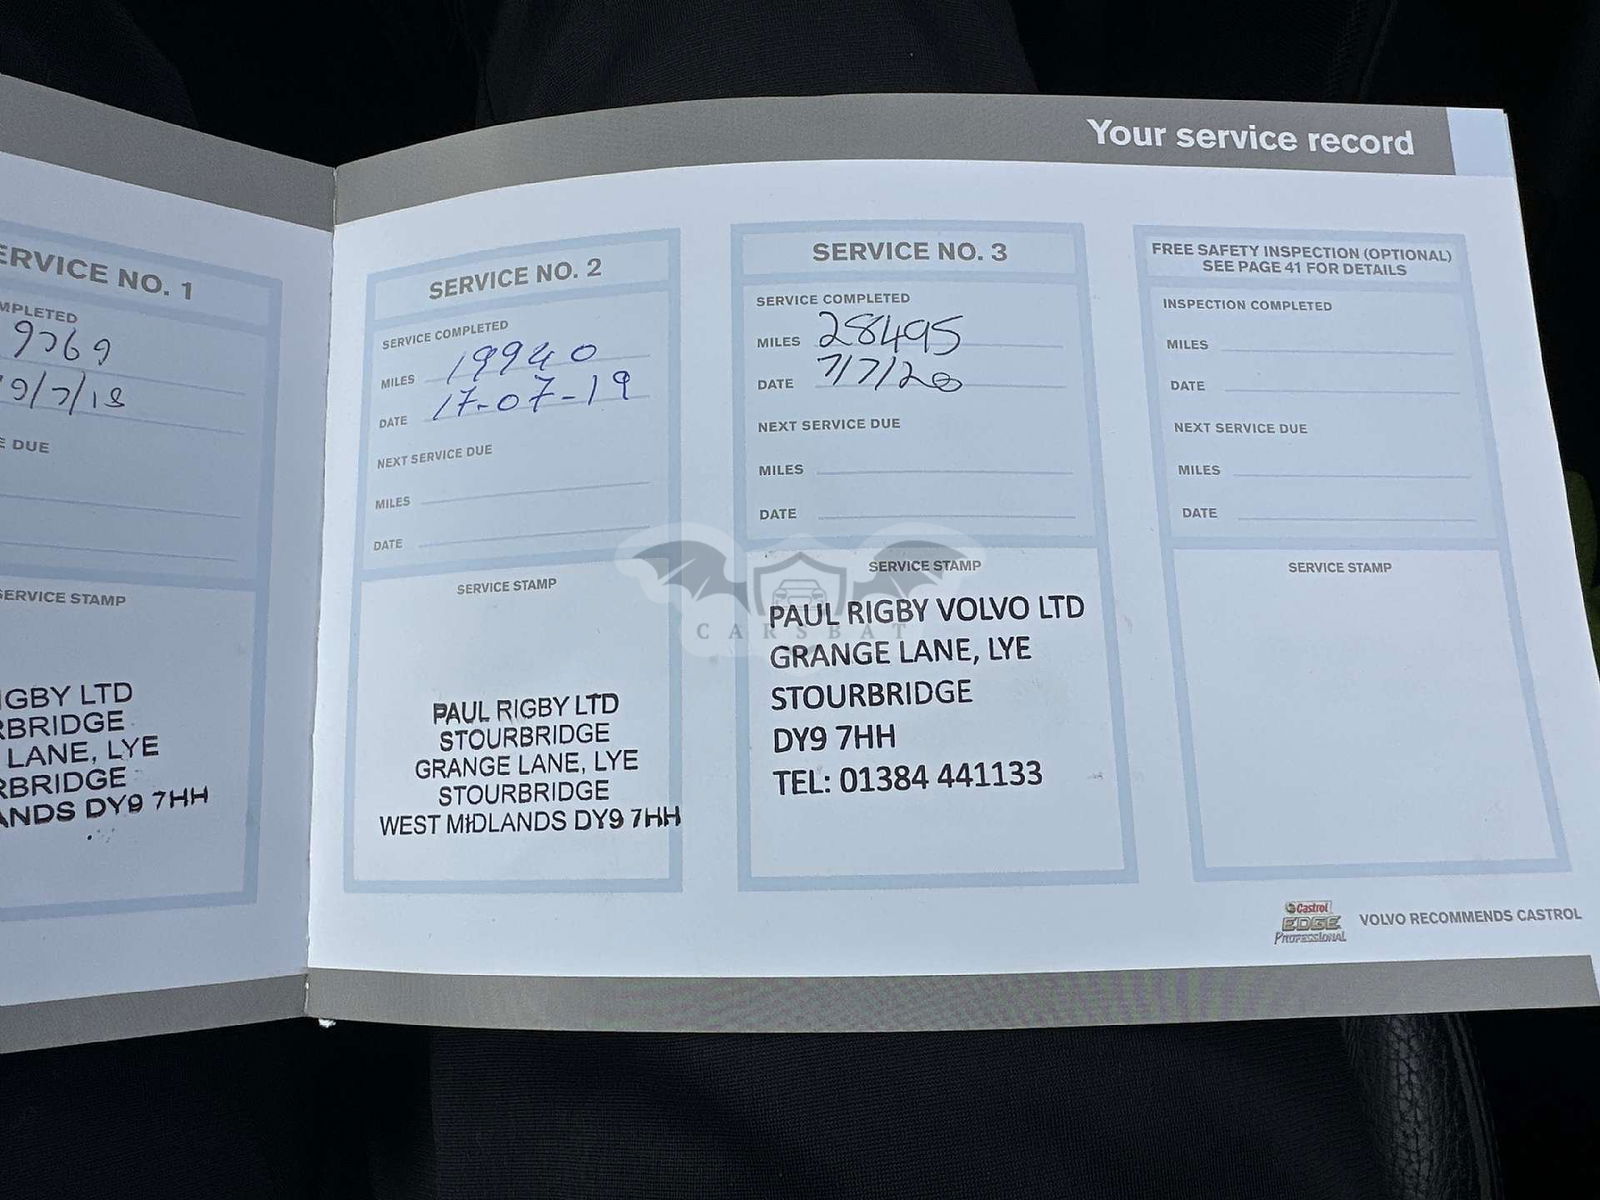 Your service record
ERVICE NO. 1
MPLETED
9769
9/7/18
E DUE
SERVICE STAMP
IGBY LTD
RBRIDGE
LANE, LYE
RBRIDGE
ANDS DY9 7HH
SERVICE NO. 2
SERVICE COMPLETED
MILES 19940
DATE 17-07-19
NEXT SERVICE DUE
MILES
DATE
SERVICE STAMP
PAUL RIGBY LTD
STOURBRIDGE
GRANGE LANE, LYE
STOURBRIDGE
WEST MIDLANDS DY9 7HH
SERVICE NO. 3
SERVICE COMPLETED
MILES 28495
DATE 7/7/20
NEXT SERVICE DUE
MILES
DATE
SERVICE STAMP
PAUL RIGBY VOLVO LTD
GRANGE LANE, LYE
STOURBRIDGE
DY9 7HH
TEL: 01384 441133
CARSBAT
FREE SAFETY INSPECTION (OPTIONAL)
SEE PAGE 41 FOR DETAILS
INSPECTION COMPLETED
MILES
DATE
NEXT SERVICE DUE
MILES
DATE
SERVICE STAMP
Castrol
EDGE
PROFESSIONAL
VOLVO RECOMMENDS CASTROL